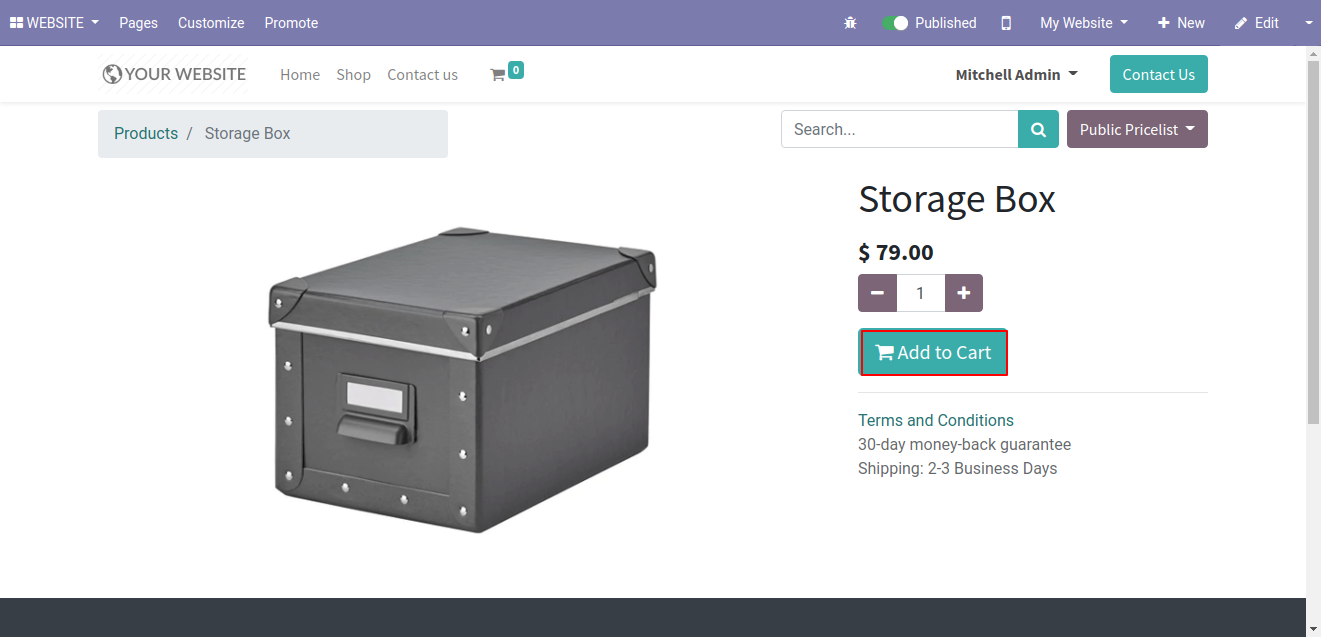 WEBSITE Pages Customize Promote Published My Website New Edit
YOUR WEBSITE Home Shop Contact us 0 Mitchell Admin Contact Us
Products / Storage Box Search... Public Pricelist
Storage Box
$ 79.00
1
Add to Cart
Terms and Conditions
30-day money-back guarantee
Shipping: 2-3 Business Days